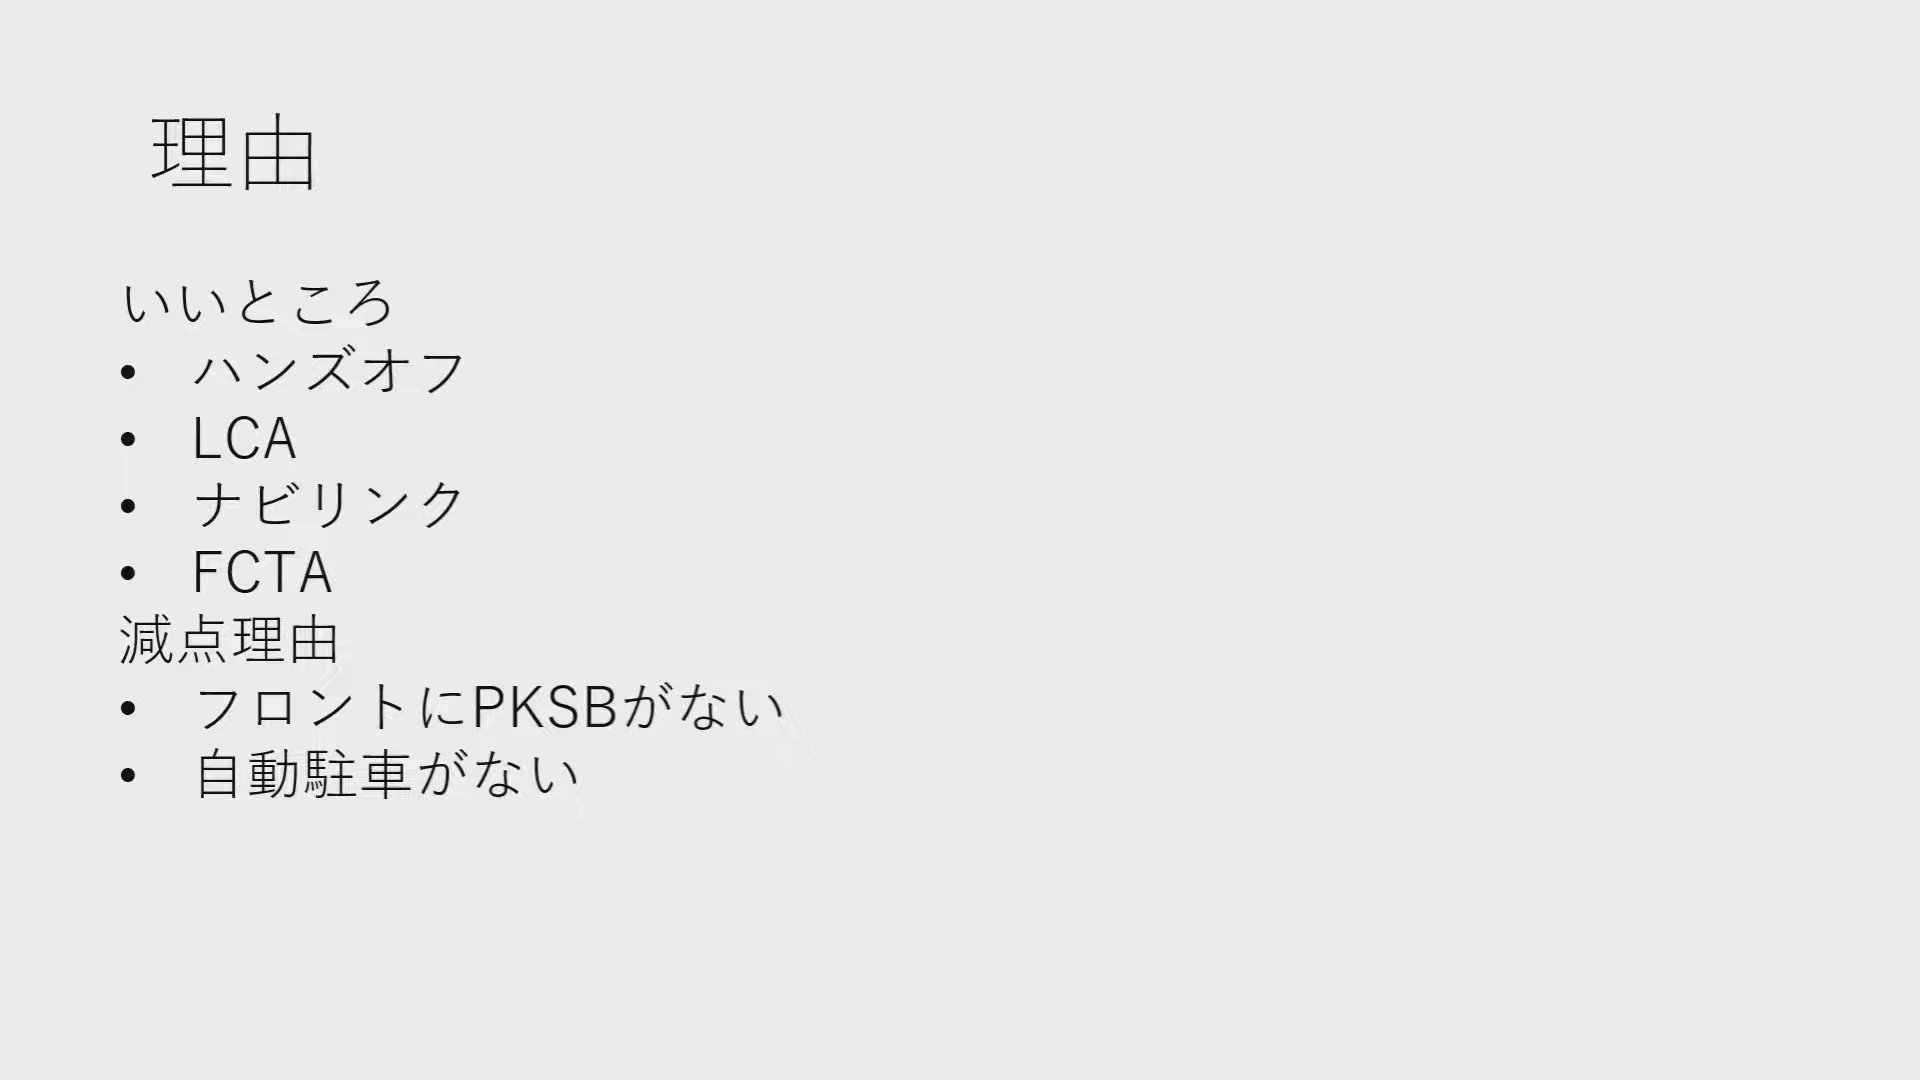 理由
いいところ
• ハンズオフ
• LCA
• ナビリンク
• FCTA
減点理由
• フロントにPKSBがない
• 自動駐車がない